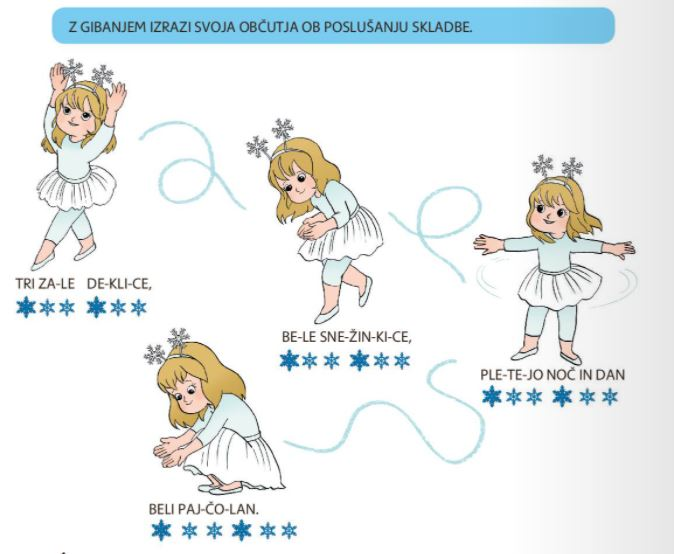 Z GIBANJEM IZRAZI SVOJA OBČUTJA OB POSLUŠANJU SKLADBE.
TRI ZA-LE DE-KLI-CE,
BE-LE SNE-ŽIN-KI-CE,
PLE-TE-JO NOČ IN DAN
BELI PAJ-ČO-LAN.